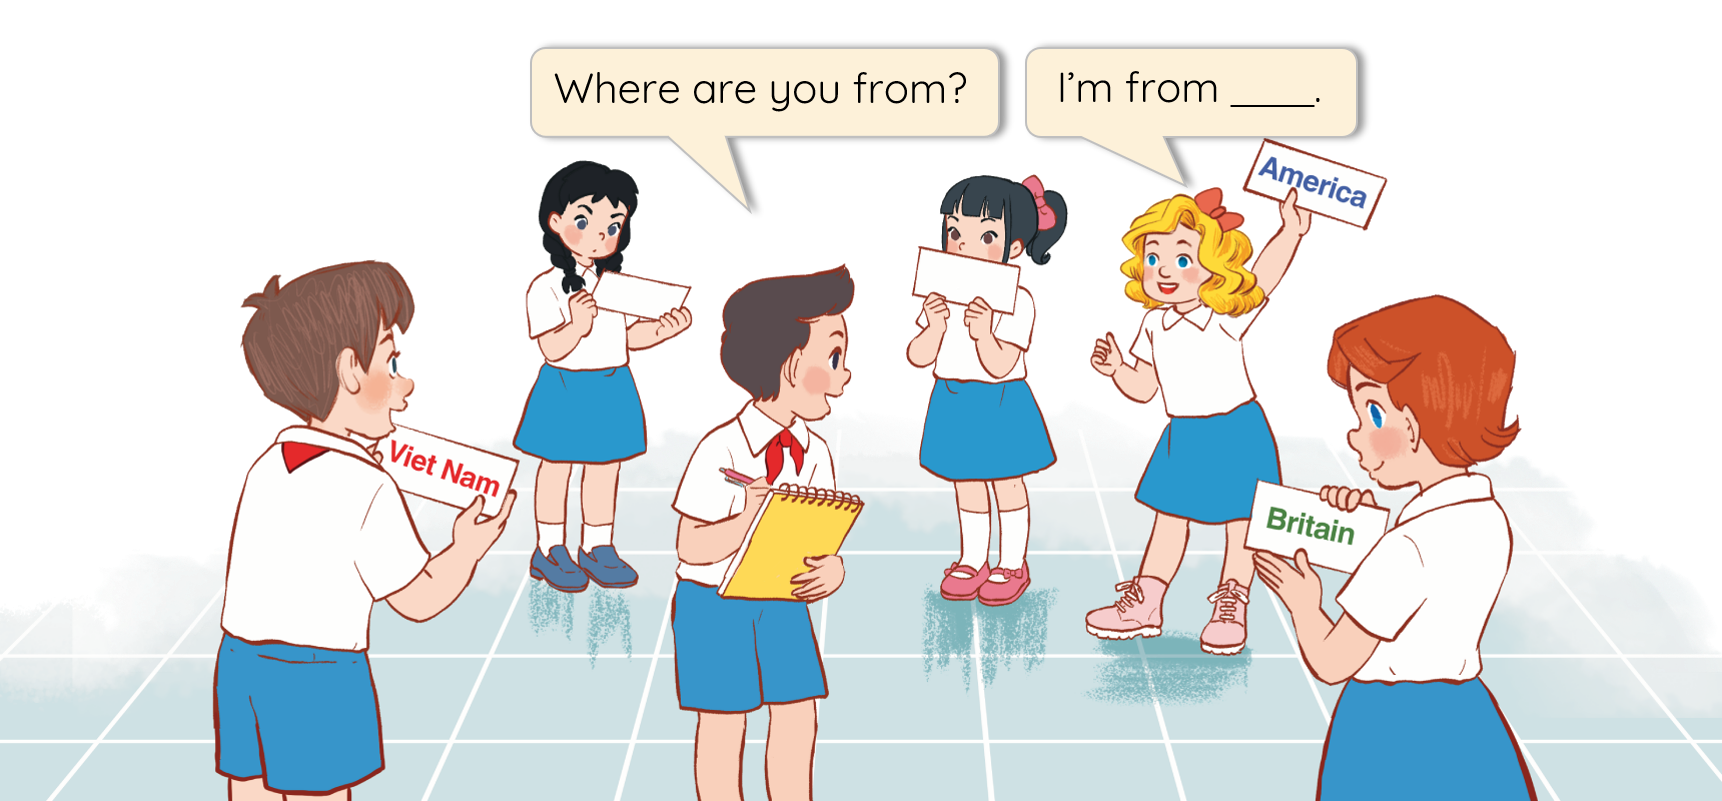 Where are you from?
I'm from ____.
America
Viet Nam
Britain